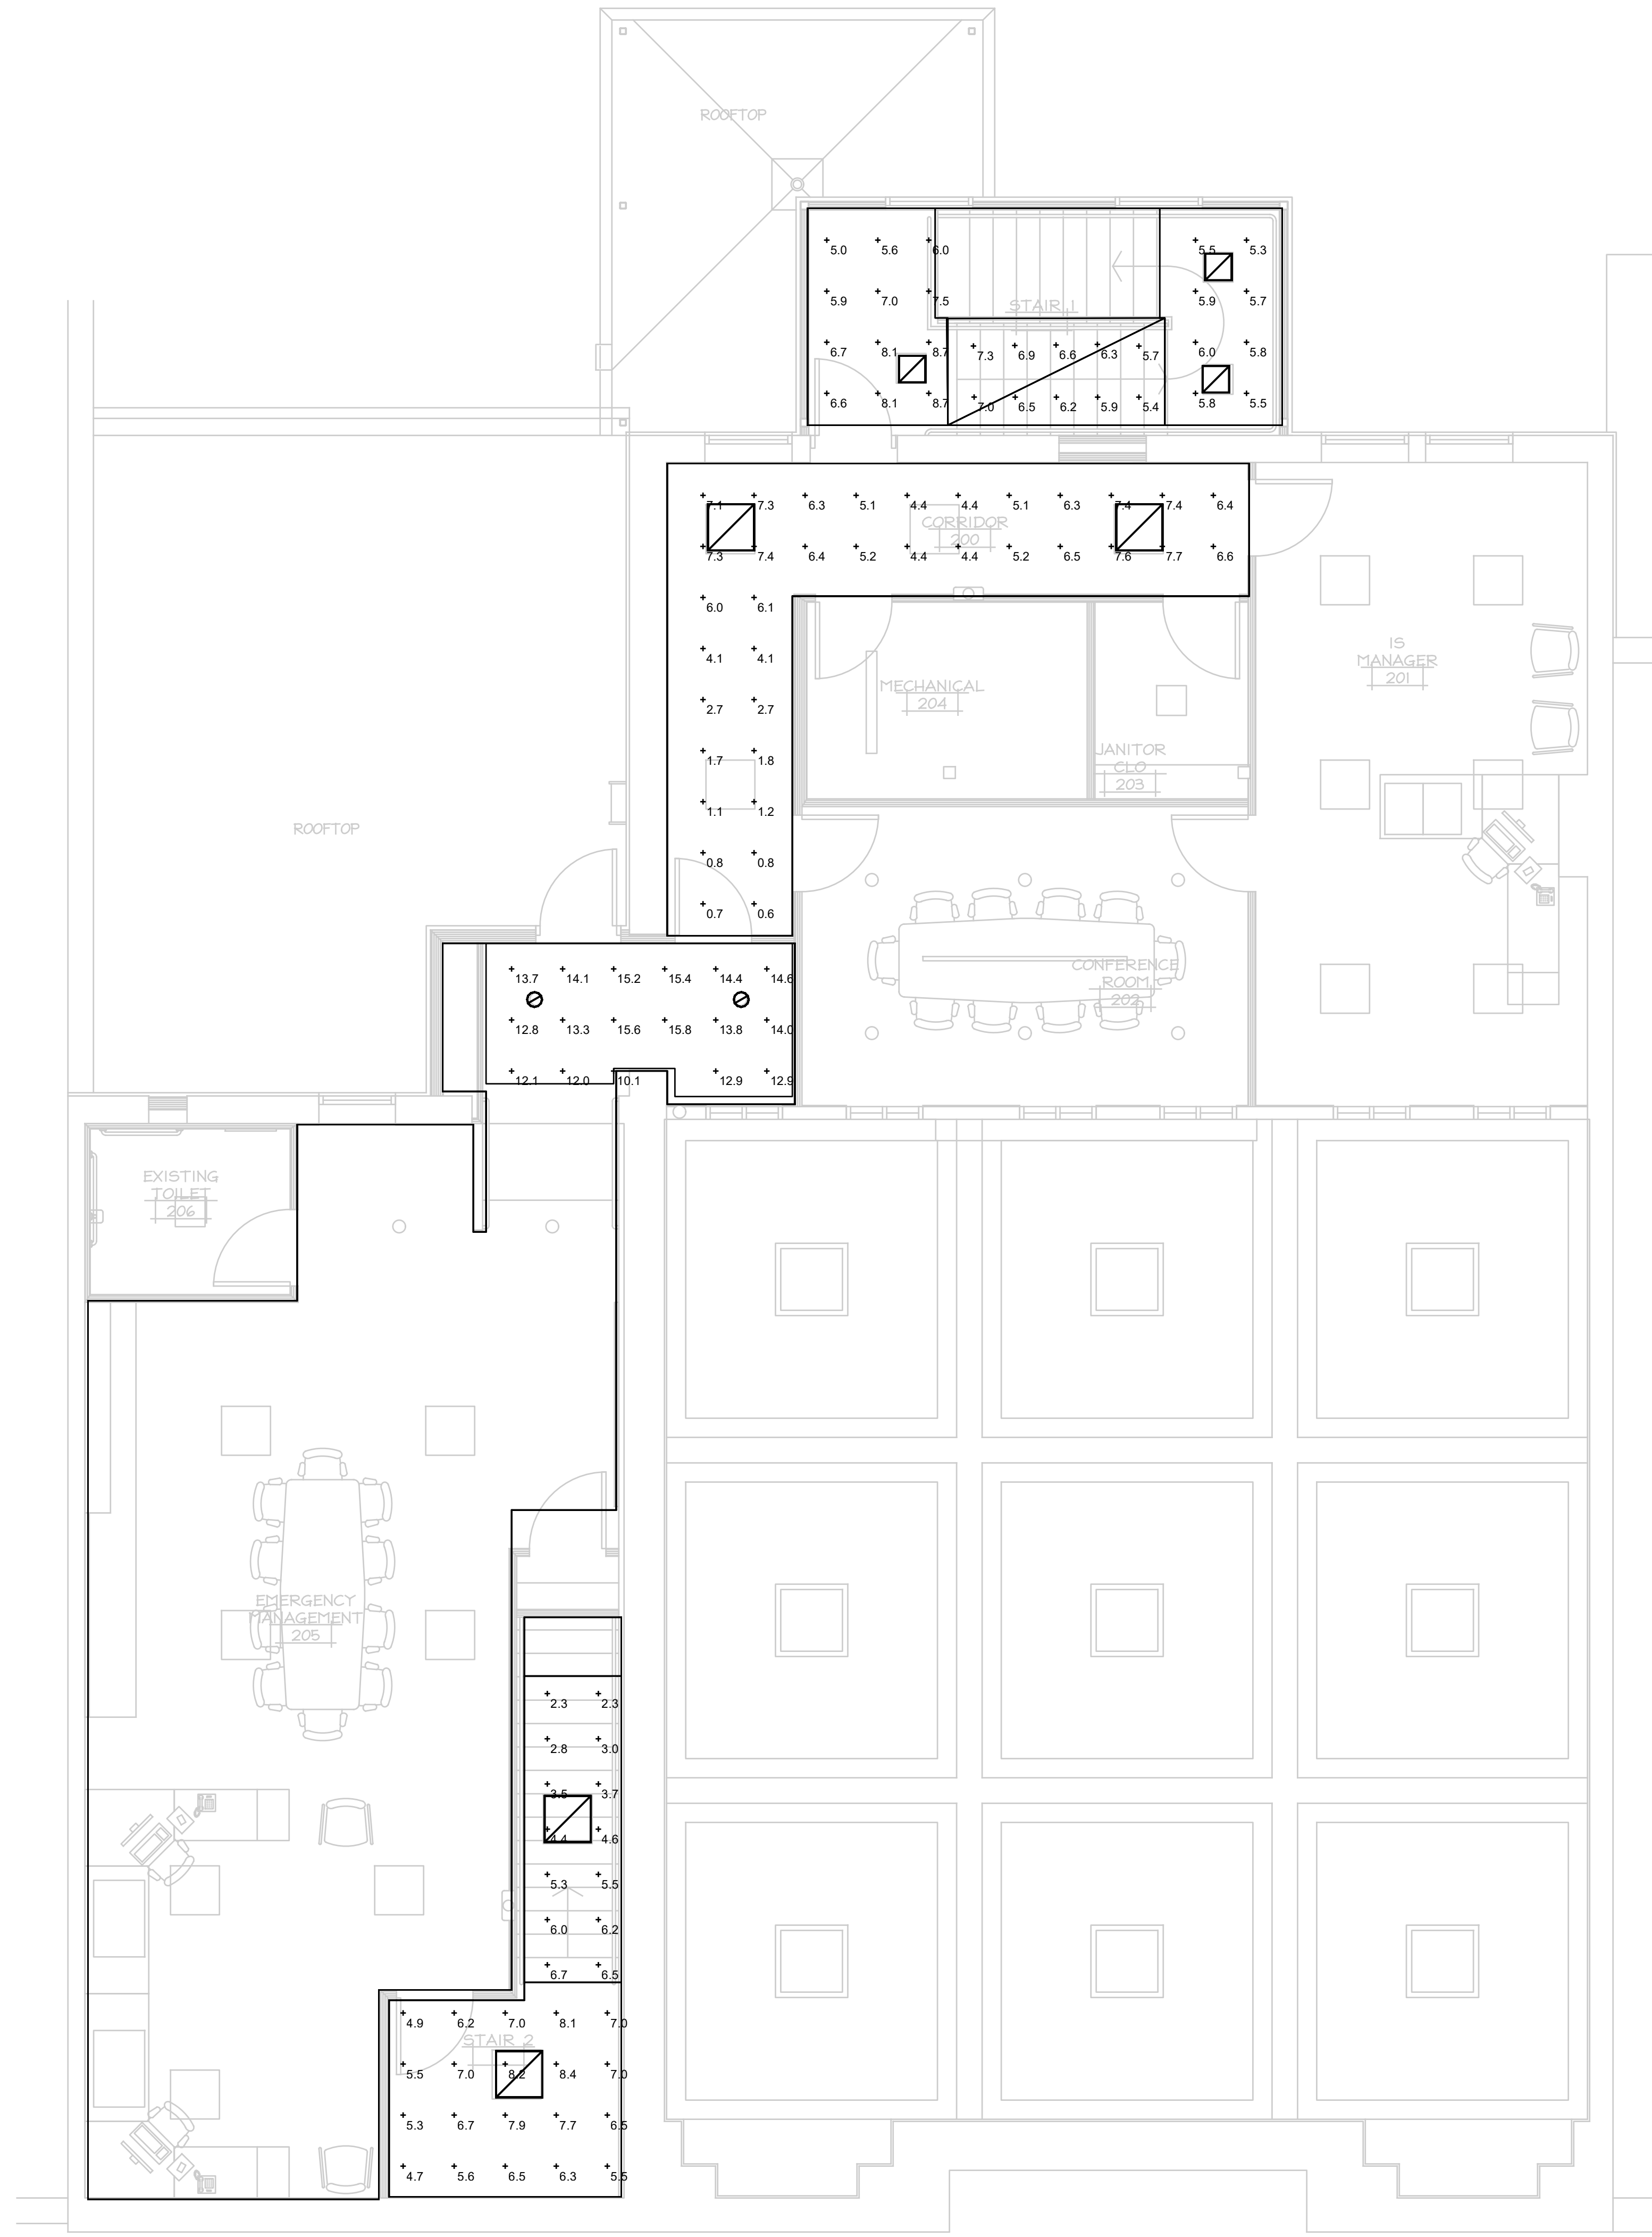 ROOFTOP
5.0 5.6 6.0 5.5 5.3
5.9 7.0 7.5 STAIR 1 5.9 5.7
6.7 8.1 8.7 7.3 6.9 6.6 6.3 5.7 6.0 5.8
6.6 8.1 8.7 7.0 6.5 6.2 5.9 5.4 5.8 5.5
7.1 7.3 6.3 5.1 4.4 4.4 5.1 6.3 7.4 7.4 6.4
CORRIDOR
200
7.3 7.4 6.4 5.2 4.4 4.4 5.2 6.5 7.6 7.7 6.6
6.0 6.1
4.1 4.1
2.7 2.7
1.7 1.8
1.1 1.2
0.8 0.8
0.7 0.6
IS
MANAGER
201
MECHANICAL
204
JANITOR
CLO
203
ROOFTOP
CONFERENCE
ROOM
202
13.7 14.1 15.2 15.4 14.4 14.6
12.8 13.3 15.6 15.8 13.8 14.0
12.1 12.0 10.1 12.9 12.9
EXISTING
TOILET
206
EMERGENCY
MANAGEMENT
205
2.3 2.3
2.8 3.0
3.5 3.7
4.4 4.6
5.3 5.5
6.0 6.2
6.7 6.5
4.9 6.2 7.0 8.1 7.0
STAIR 2
5.5 7.0 8.2 8.4 7.0
5.3 6.7 7.9 7.7 6.5
4.7 5.6 6.5 6.3 5.5